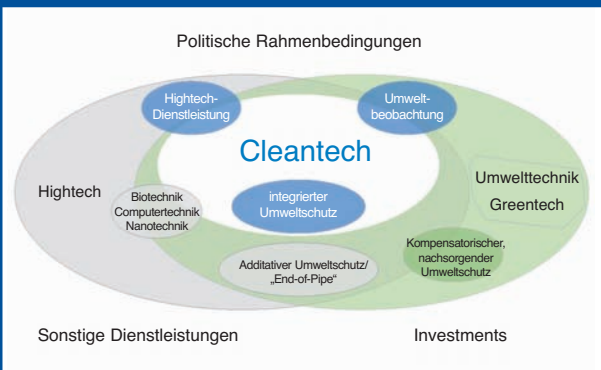 Politische Rahmenbedingungen
Hightech-
Dienstleistung
Umwelt-
beobachtung
Cleantech
Hightech
Biotechnik
Computertechnik
Nanotechnik
integrierter
Umweltschutz
Umwelttechnik
Greentech
Additativer Umweltschutz/
„End-of-Pipe“
Kompensatorischer,
nachsorgender
Umweltschutz
Sonstige Dienstleistungen
Investments